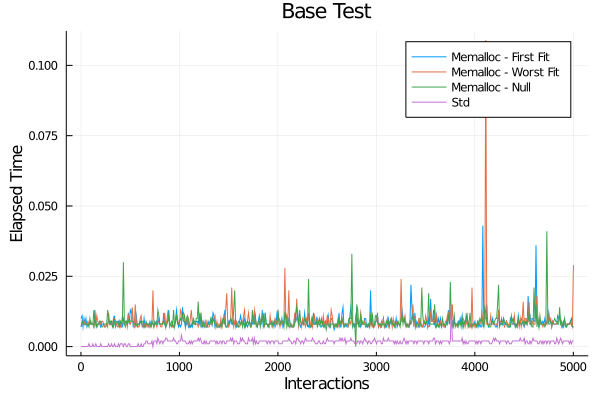 Base Test
Elapsed Time
0.100
0.075
0.050
0.025
0.000
Memalloc - First Fit
Memalloc - Worst Fit
Memalloc - Null
Std
0 1000 2000 3000 4000 5000
Interactions